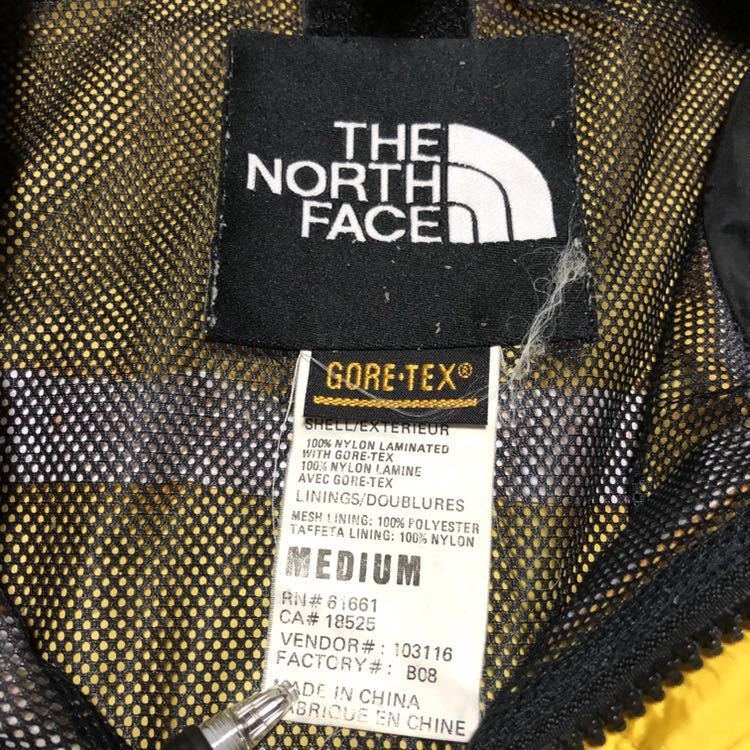 THE
NORTH
FACE
GORE-TEX®
SHELL/EXTERIEUR
100% NYLON LAMINATED
WITH GORE-TEX
100% NYLON LAMINE
AVEC GORE-TEX
LININGS/DOUBLURES
MESH LINING: 100% POLYESTER
TAFFETA LINING: 100% NYLON
MEDIUM
RN# 61661
CA# 18525
VENDOR#: 103116
FACTORY#: B08
MADE IN CHINA
FABRIQUE EN CHINE